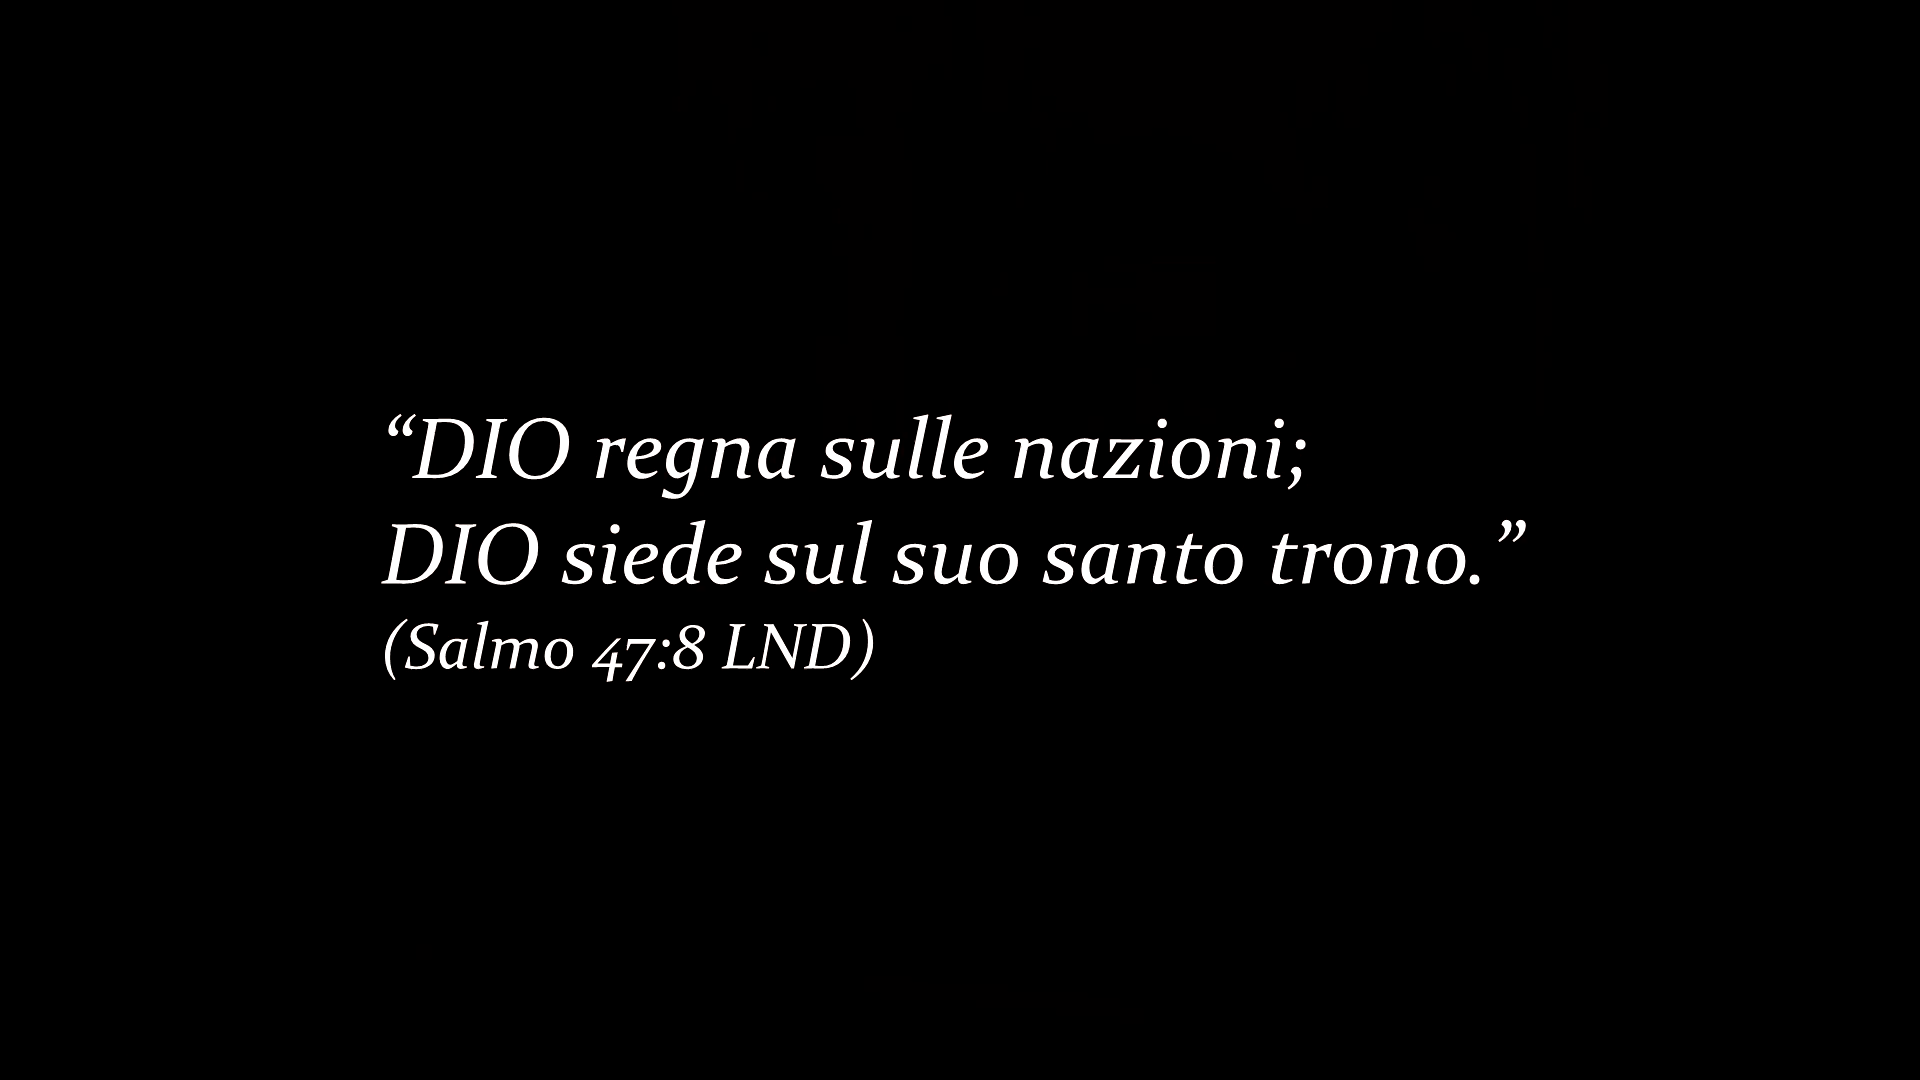 “DIO regna sulle nazioni;
DIO siede sul suo santo trono.”
(Salmo 47:8 LND)